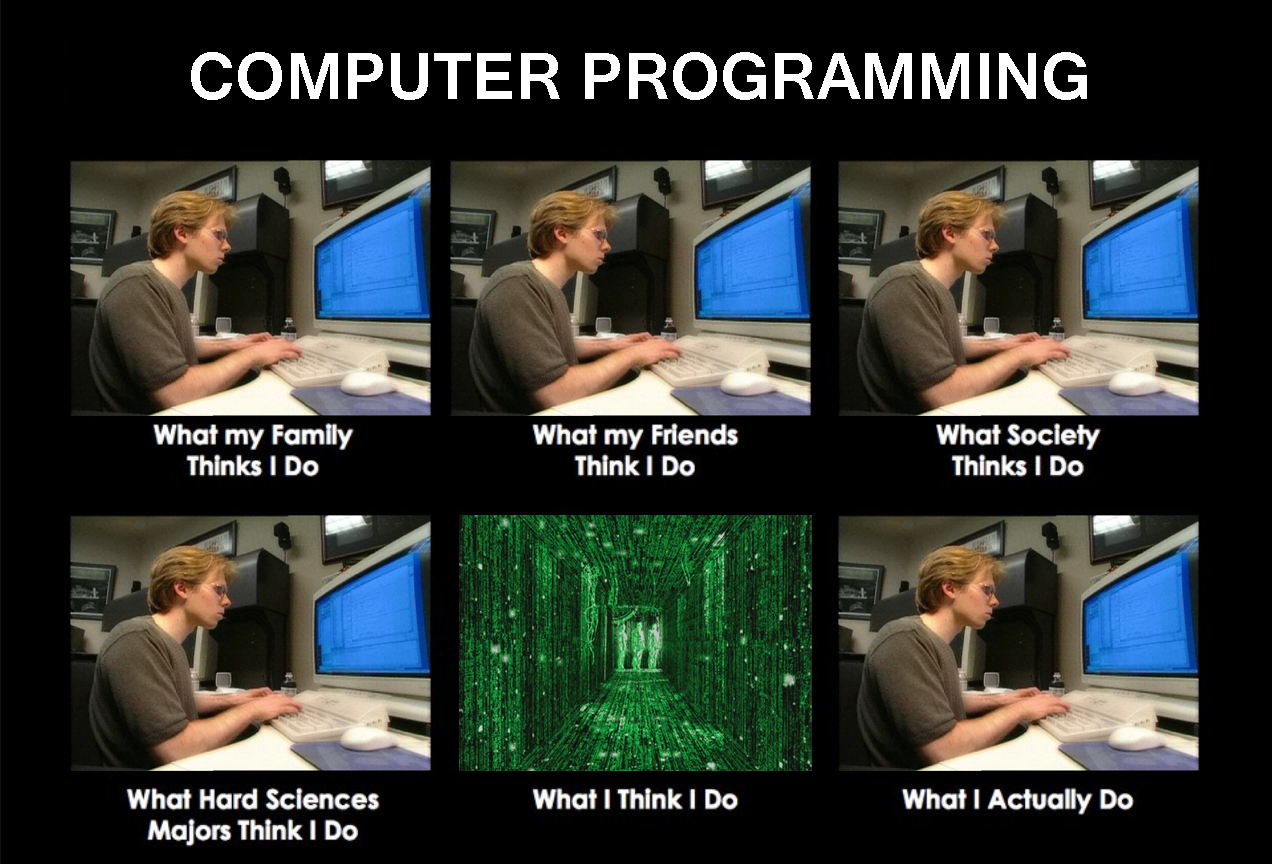 COMPUTER PROGRAMMING
What my Family
Thinks I Do
What my Friends
Think I Do
What Society
Thinks I Do
What Hard Sciences
Majors Think I Do
What I Think I Do
What I Actually Do